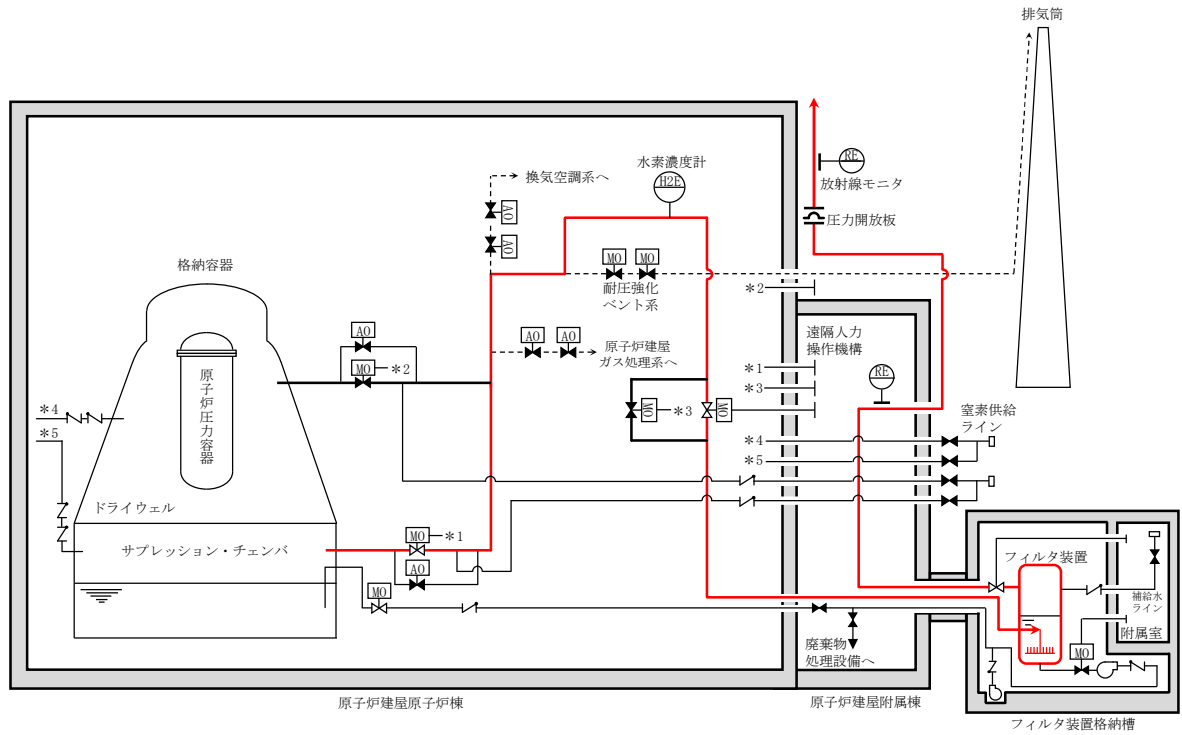 排気筒
水素濃度計
H2E
RE
放射線モニタ
換気空調系へ
AO
AO
圧力開放板
格納容器
MO
MO
耐圧強化
ベント系
*2
AO
MO
*2
AO
AO
原子炉建屋
ガス処理系へ
遠隔人力
操作機構
*1
*3
RE
MO
*3
MO
原子炉圧力容器
*4
*5
*4
*5
窒素供給
ライン
ドライウェル
サプレッション・チェンバ
MO
*1
AO
MO
フィルタ装置
補給水
ライン
附属室
MO
廃棄物
処理設備へ
原子炉建屋原子炉棟
原子炉建屋附属棟
フィルタ装置格納槽